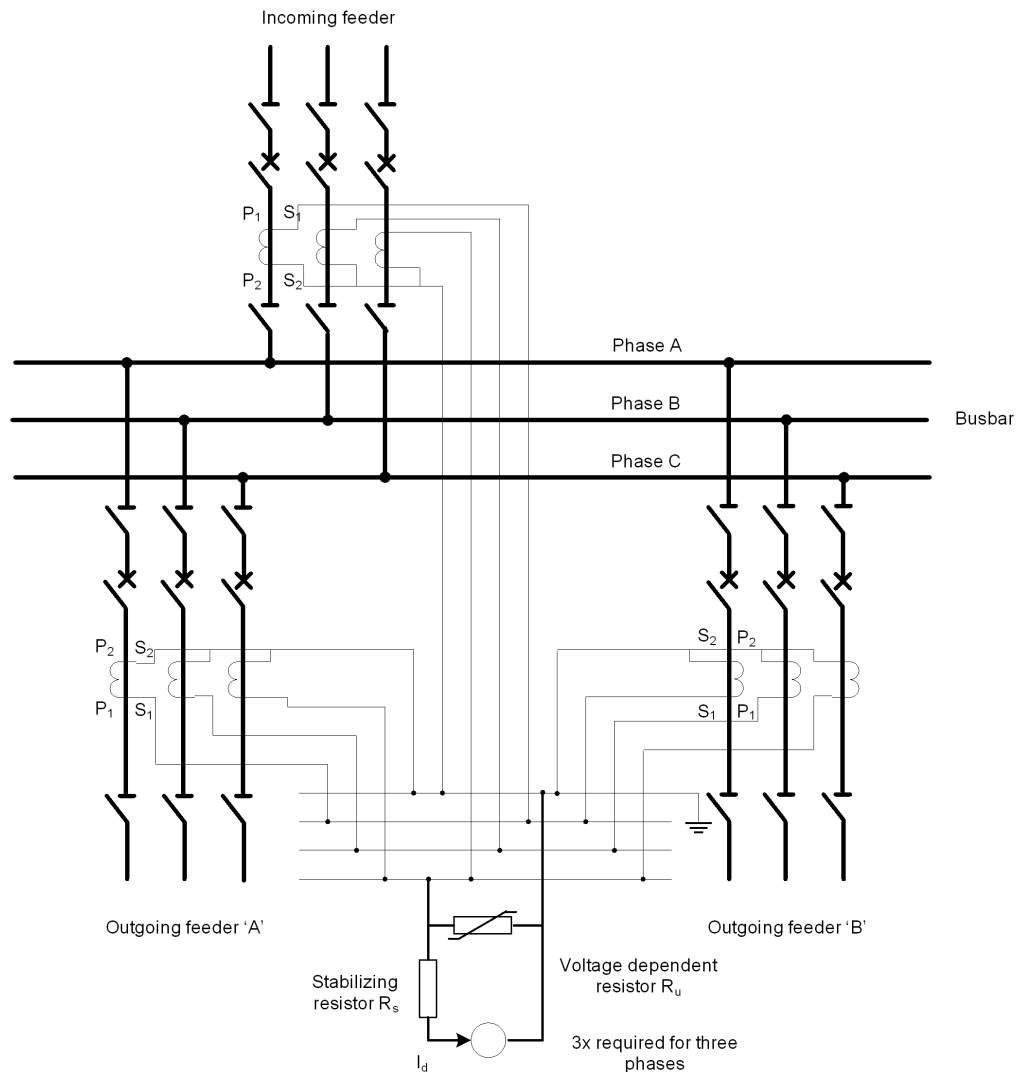 Incoming feeder
P1 S1
P2 S2
Phase A
Phase B
Busbar
Phase C
P2 S2
S2 P2
P1 S1
S1 P1
Outgoing feeder ‘A’
Outgoing feeder ‘B’
Voltage dependent
resistor Ru
Stabilizing
resistor Rs
3x required for three
phases
Id